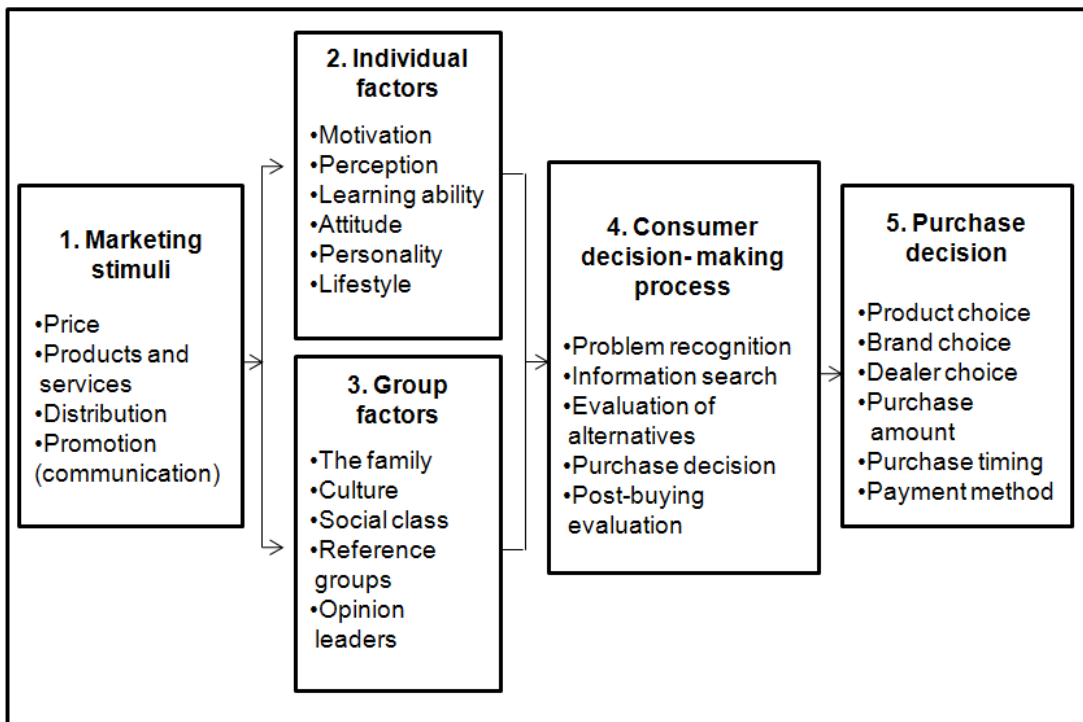 1. Marketing
stimuli
•Price
•Products and
services
•Distribution
•Promotion
(communication)
2. Individual
factors
•Motivation
•Perception
•Learning ability
•Attitude
•Personality
•Lifestyle
3. Group
factors
•The family
•Culture
•Social class
•Reference
groups
•Opinion
leaders
4. Consumer
decision- making
process
•Problem recognition
•Information search
•Evaluation of
alternatives
•Purchase decision
•Post-buying
evaluation
5. Purchase
decision
•Product choice
•Brand choice
•Dealer choice
•Purchase
amount
•Purchase timing
•Payment method